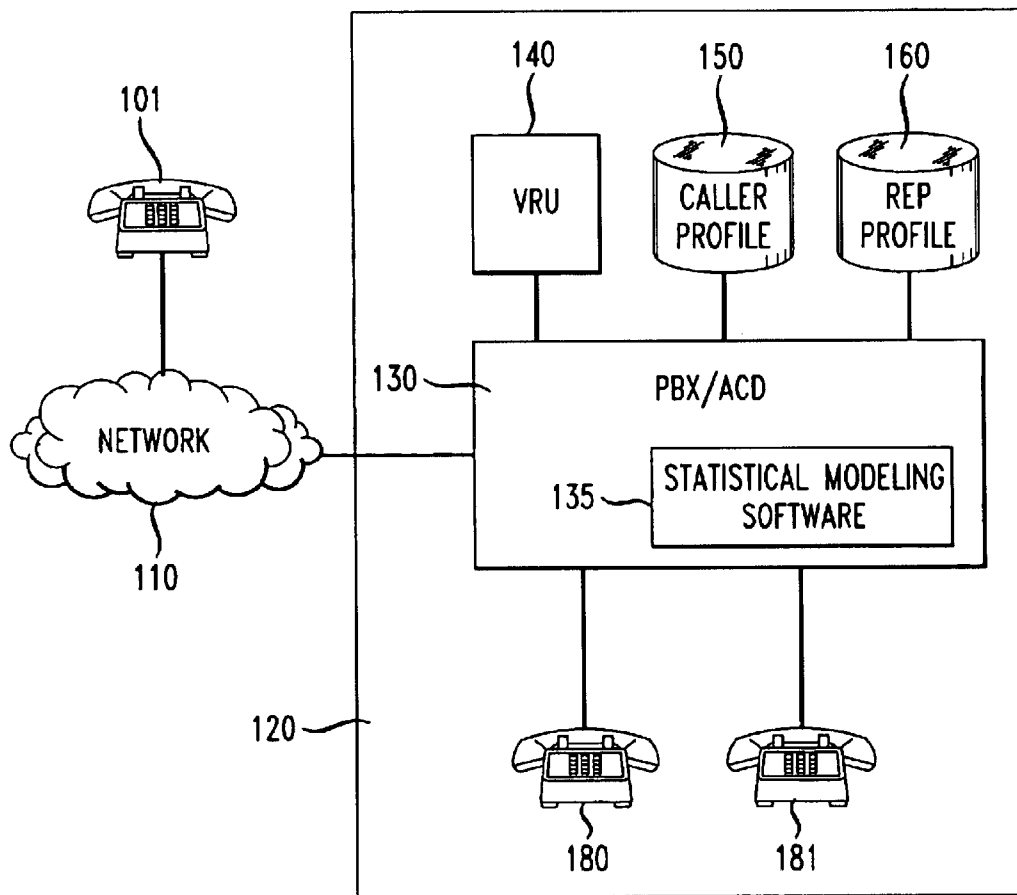 140
150
160
101
VRU
CALLER
PROFILE
REP
PROFILE
130
PBX/ACD
NETWORK
135
STATISTICAL MODELING
SOFTWARE
110
120
180
181